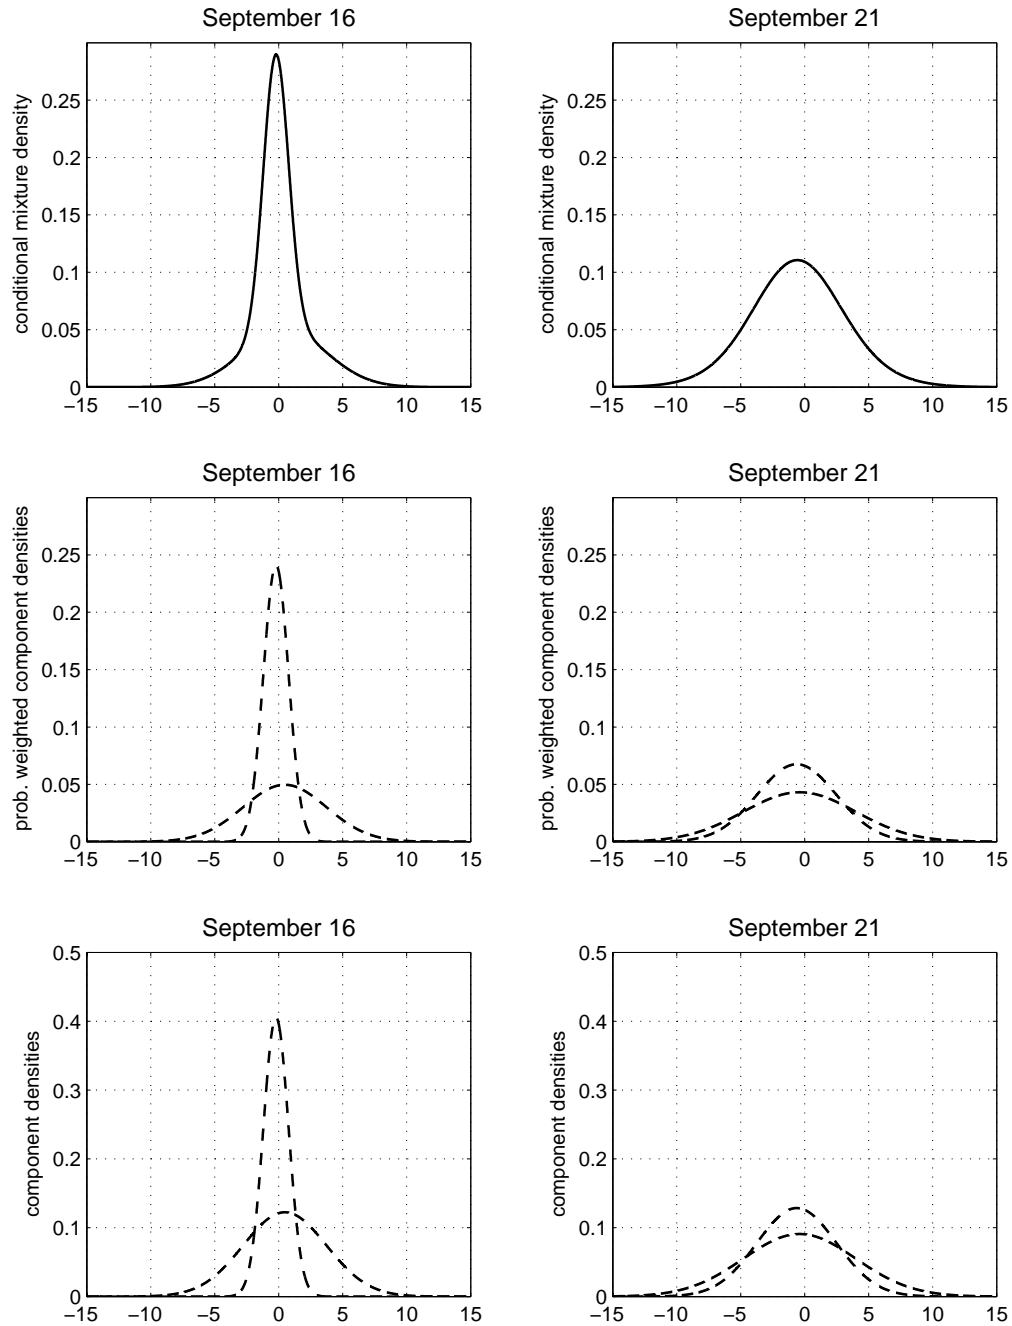 September 16
conditional mixture density
0.25
0.2
0.15
0.1
0.05
0
−15 −10 −5 0 5 10 15
September 21
conditional mixture density
0.25
0.2
0.15
0.1
0.05
0
−15 −10 −5 0 5 10 15
September 16
prob. weighted component densities
0.25
0.2
0.15
0.1
0.05
0
−15 −10 −5 0 5 10 15
September 21
prob. weighted component densities
0.25
0.2
0.15
0.1
0.05
0
−15 −10 −5 0 5 10 15
September 16
component densities
0.5
0.4
0.3
0.2
0.1
0
−15 −10 −5 0 5 10 15
September 21
component densities
0.5
0.4
0.3
0.2
0.1
0
−15 −10 −5 0 5 10 15